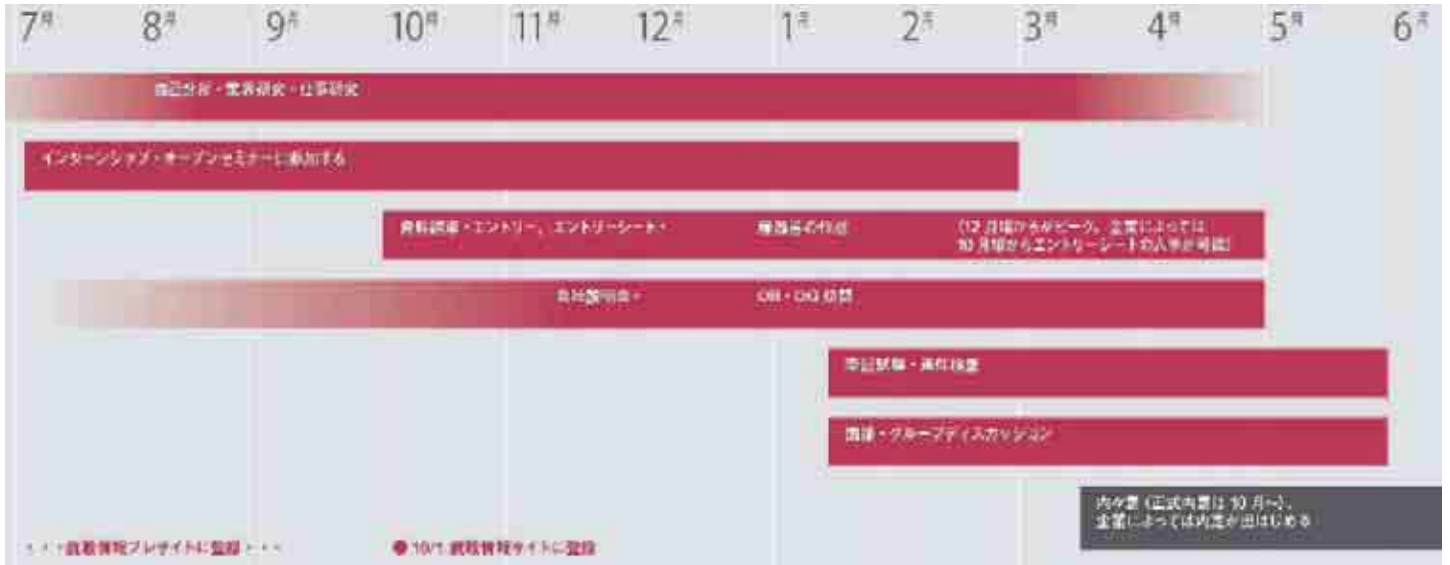 7月 8月 9月 10月 11月 12月 1月 2月 3月 4月 5月 6月
自己分析・業界研究・仕事研究
インターンシップ・オープンセミナーに参加する
資料請求・エントリー、エントリーシート・ 履歴書の作成 (12月頃からがピーク。企業によっては
10月頃からエントリーシートの入手が可能)
会社説明会・ OB・OG訪問
筆記試験・適性検査
面接・グループディスカッション
内々定 (正式内定は10月〜)、
企業によっては内定が出はじめる
・・・就職情報プレサイトに登録・・・ ●10/1 就職情報サイトに登録